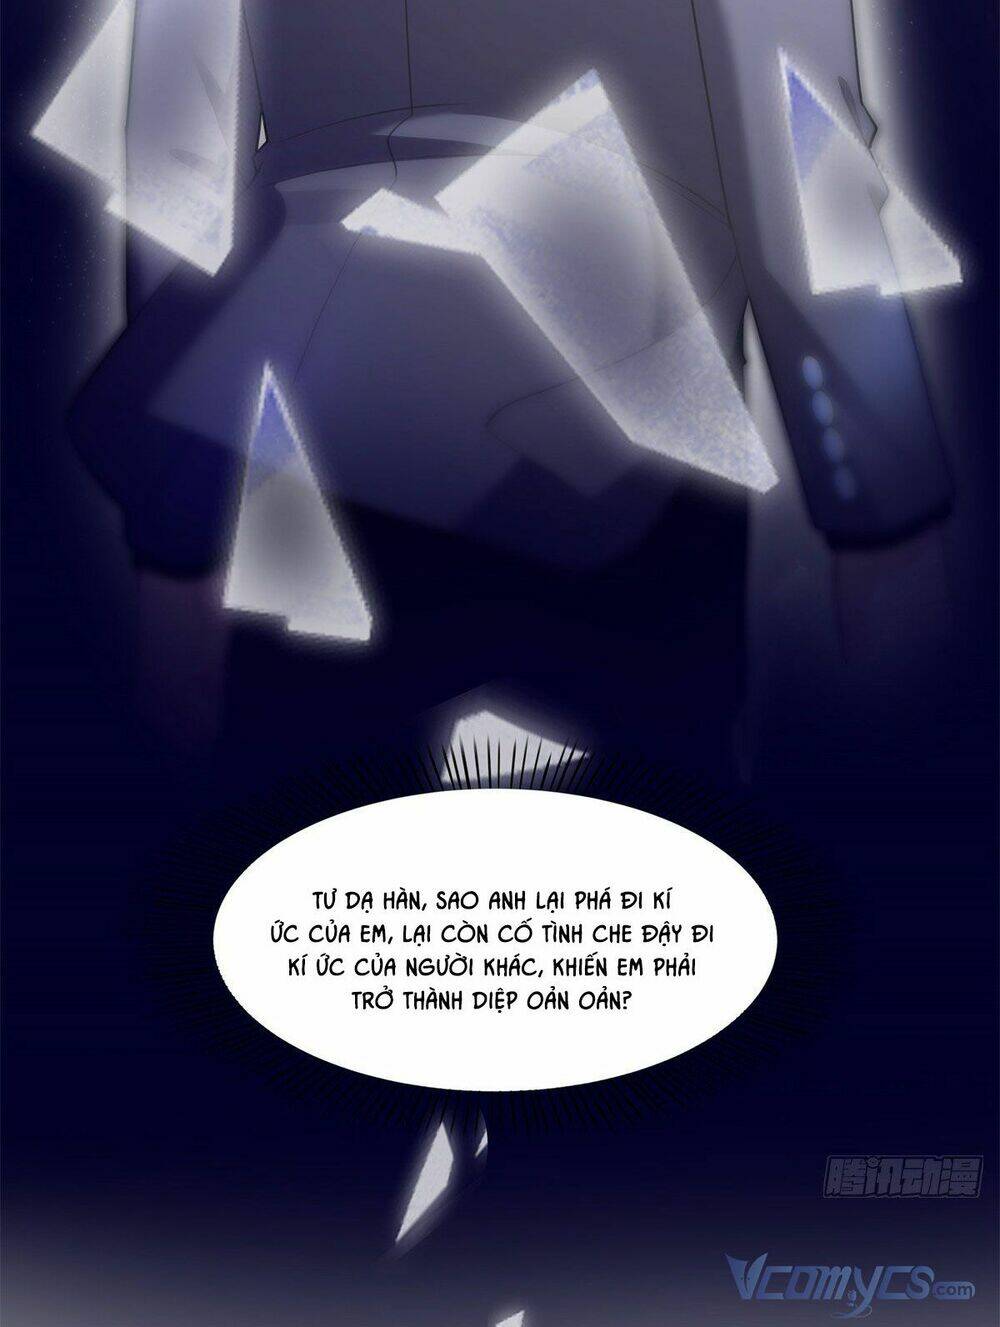 TƯ DẠ HÀN, SAO ANH LẠI PHÁ ĐI KÍ
ỨC CỦA EM, LẠI CÒN CỐ TÌNH CHE ĐẬY ĐI
KÍ ỨC CỦA NGƯỜI KHÁC, KHIẾN EM PHẢI
TRỞ THÀNH DIỆP OẢN OẢN?
腾讯动漫
VCOMYCS.com